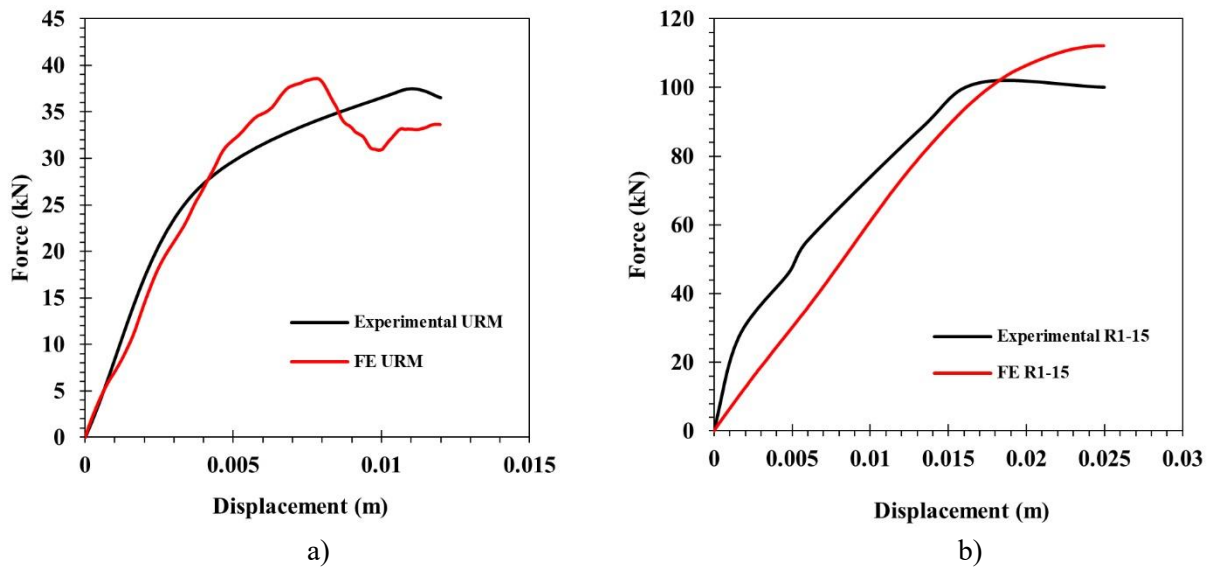 45
40
35
30
25
20
15
10
5
0
Force (kN)
Experimental URM
FE URM
0 0.005 0.01 0.015
Displacement (m)
a)
120
100
80
60
40
20
0
Force (kN)
Experimental R1-15
FE R1-15
0 0.005 0.01 0.015 0.02 0.025 0.03
Displacement (m)
b)